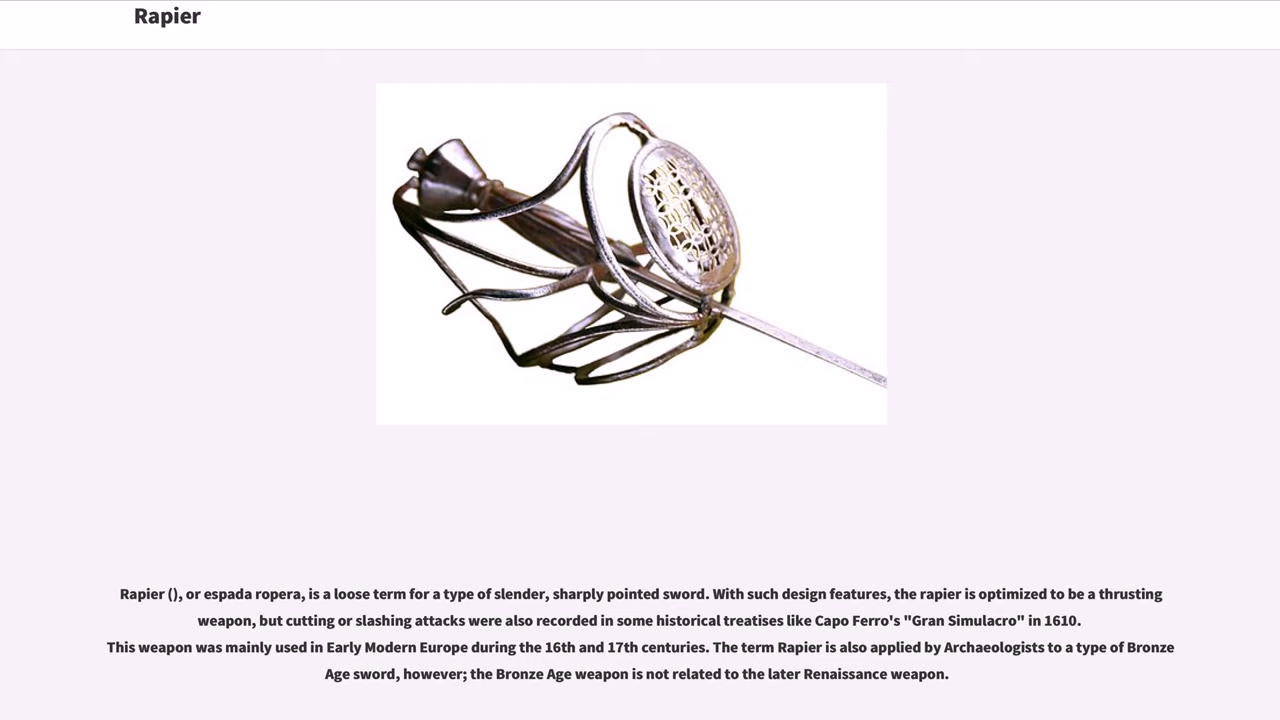 Rapier
Rapier (), or espada ropera, is a loose term for a type of slender, sharply pointed sword. With such design features, the rapier is optimized to be a thrusting
weapon, but cutting or slashing attacks were also recorded in some historical treatises like Capo Ferro's "Gran Simulacro" in 1610.
This weapon was mainly used in Early Modern Europe during the 16th and 17th centuries. The term Rapier is also applied by Archaeologists to a type of Bronze
Age sword, however; the Bronze Age weapon is not related to the later Renaissance weapon.